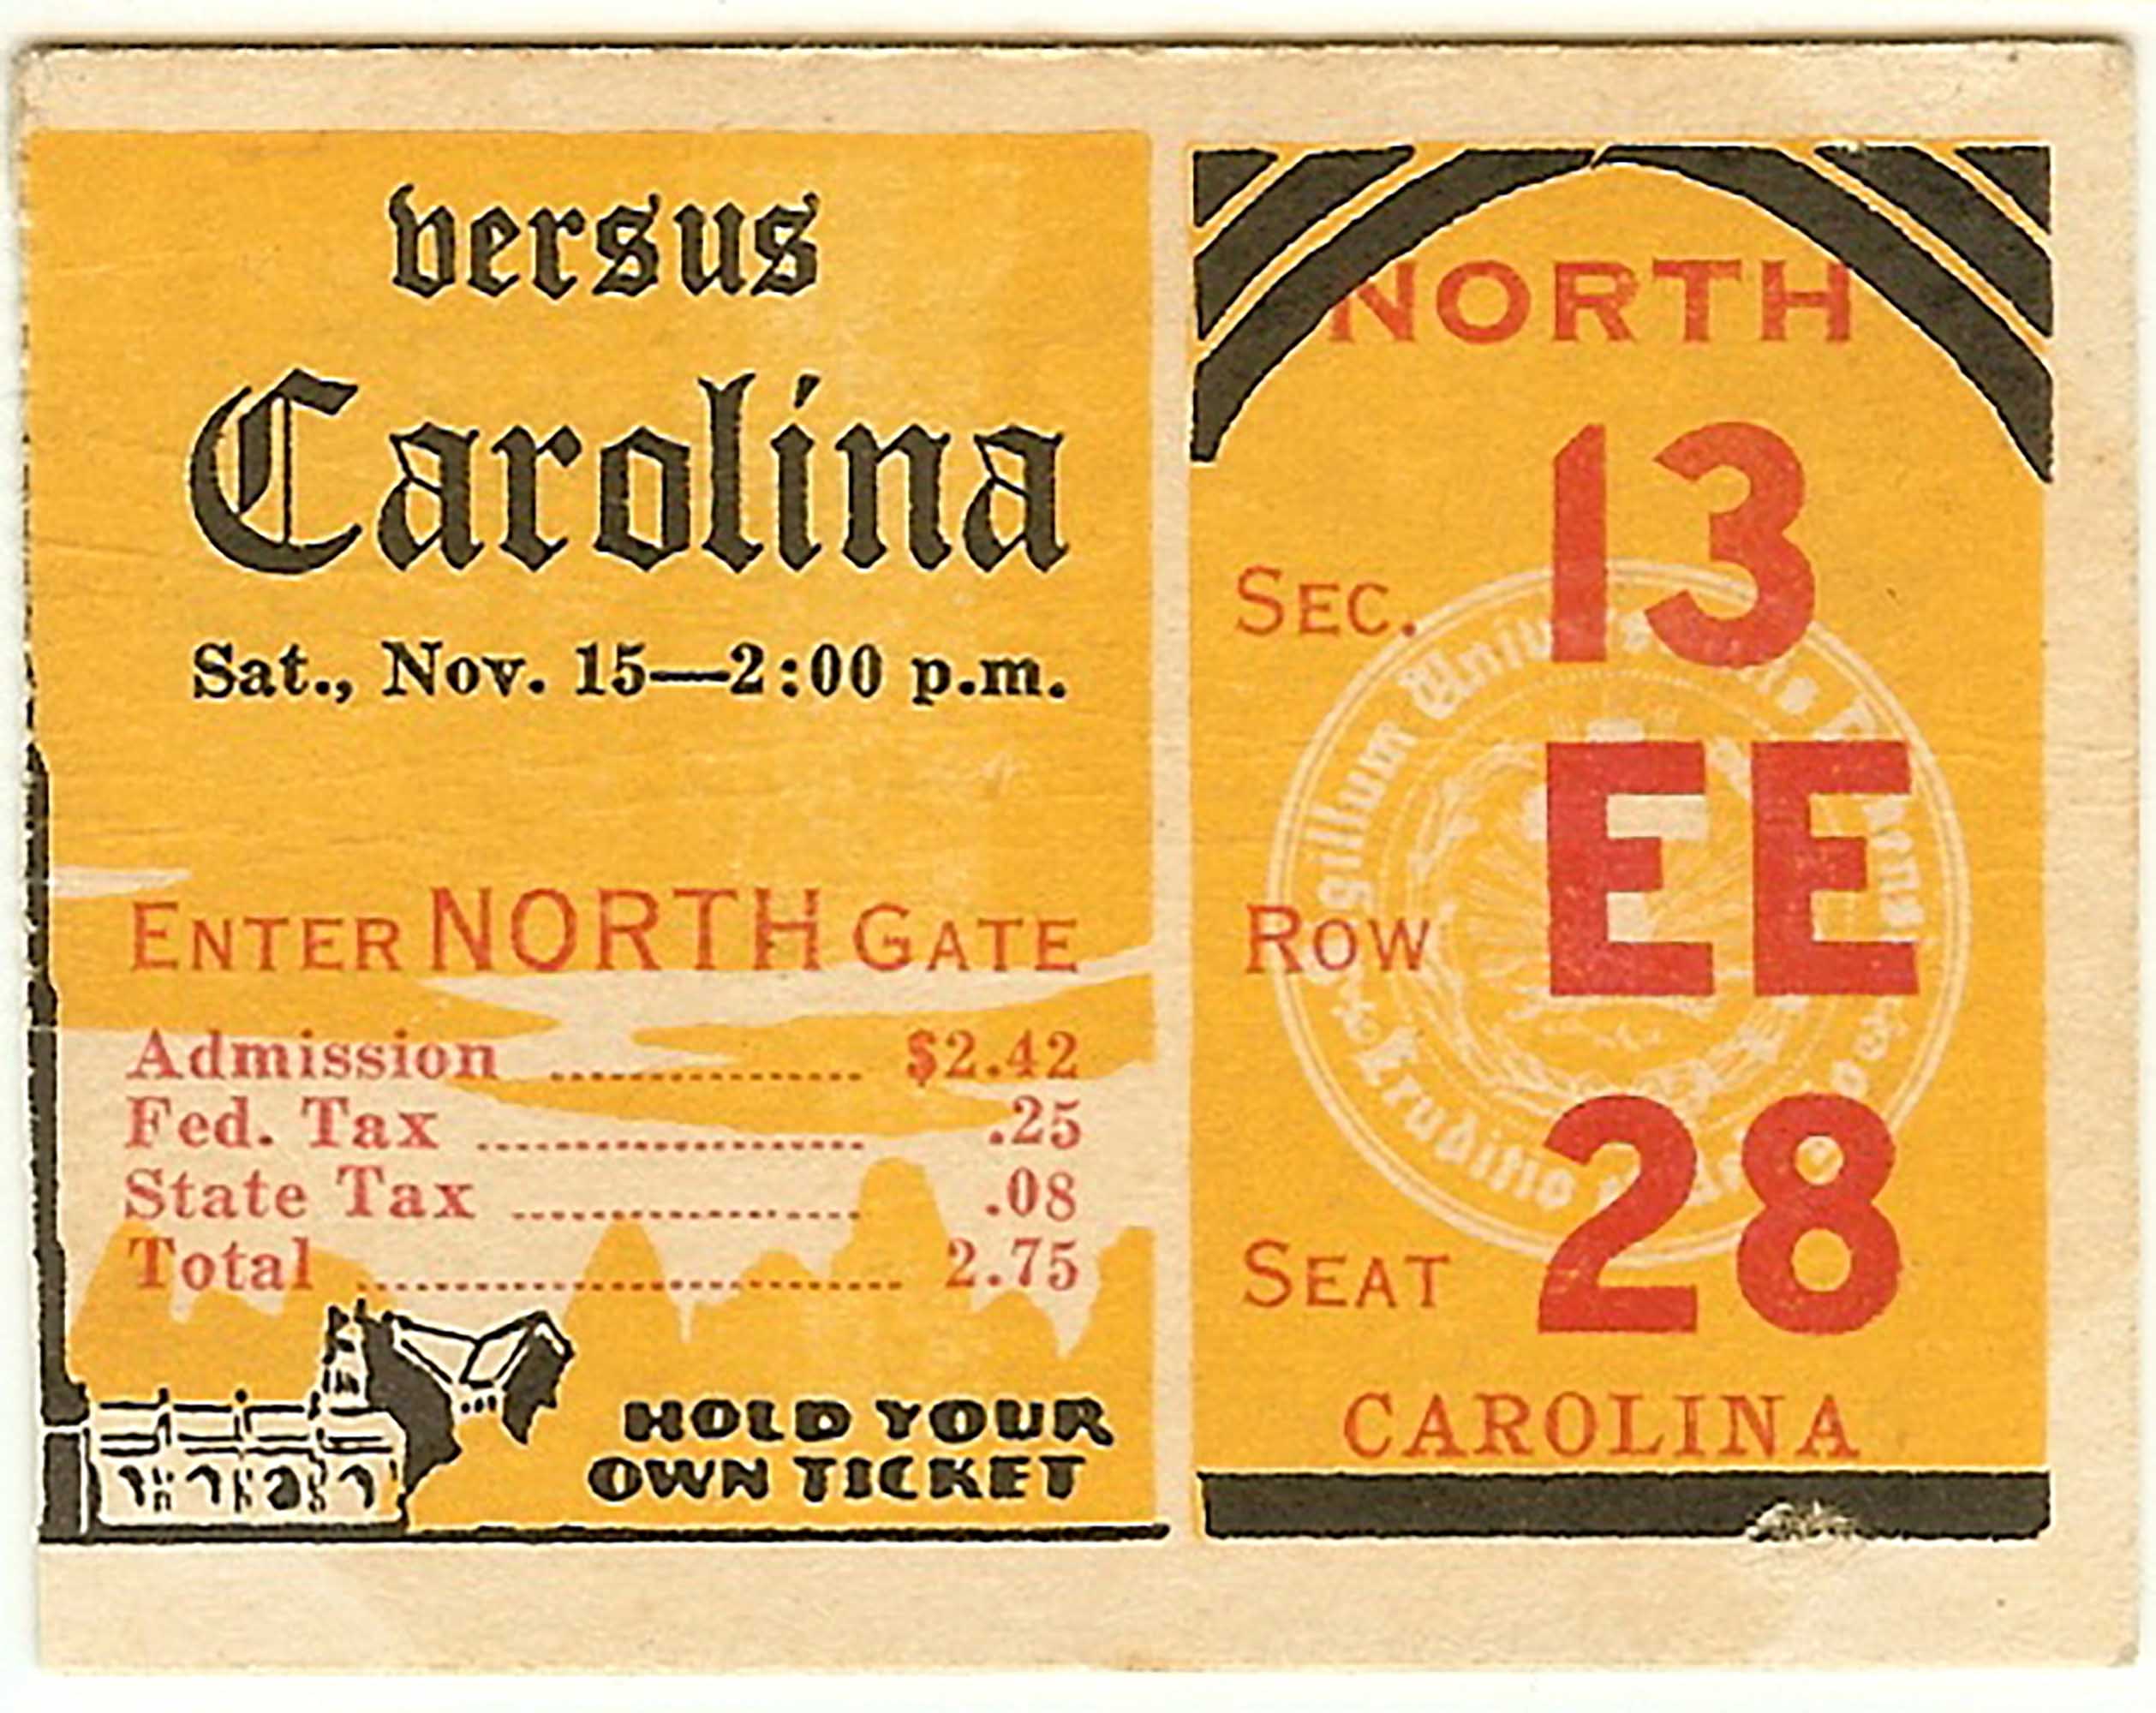 versus
Carolina
Sat., Nov. 15—2:00 p.m.
ENTER NORTH GATE
Admission ................ $2.42
Fed. Tax .................... .25
State Tax .................. .08
Total ............................ 2.75
HOLD YOUR
OWN TICKET
NORTH
SEC. 13
ROW EE
SEAT 28
CAROLINA
Eruditio